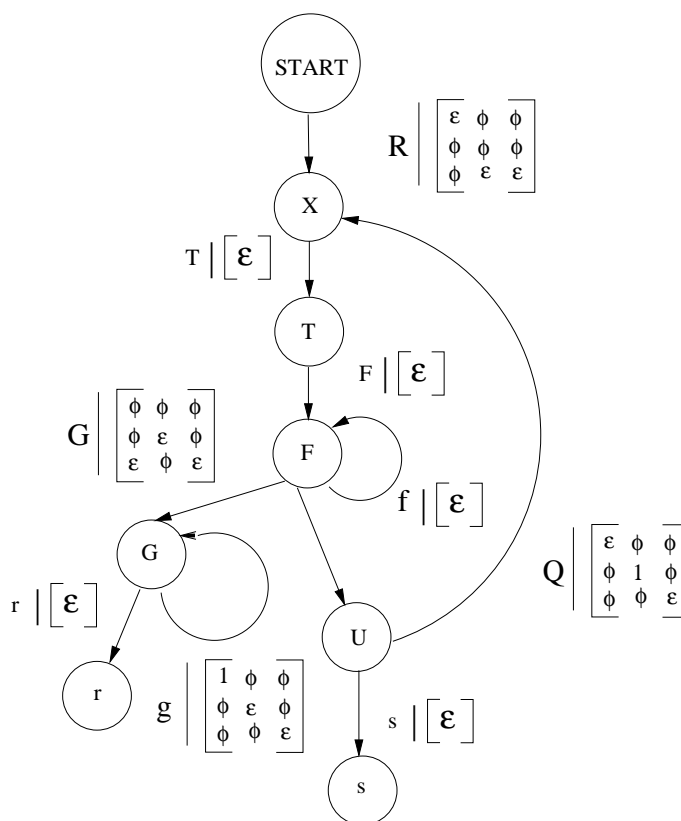 START
R | [ ε ϕ ϕ
ϕ ϕ ϕ
ϕ ε ε ]
X
T | [ ε ]
T
F | [ ε ]
G | [ ϕ ϕ ϕ
ϕ ε ϕ
ε ϕ ε ]
F
f | [ ε ]
G
Q | [ ε ϕ ϕ
ϕ 1 ϕ
ϕ ϕ ε ]
r | [ ε ]
U
r
g | [ 1 ϕ ϕ
ϕ ε ϕ
ϕ ϕ ε ]
s | [ ε ]
s